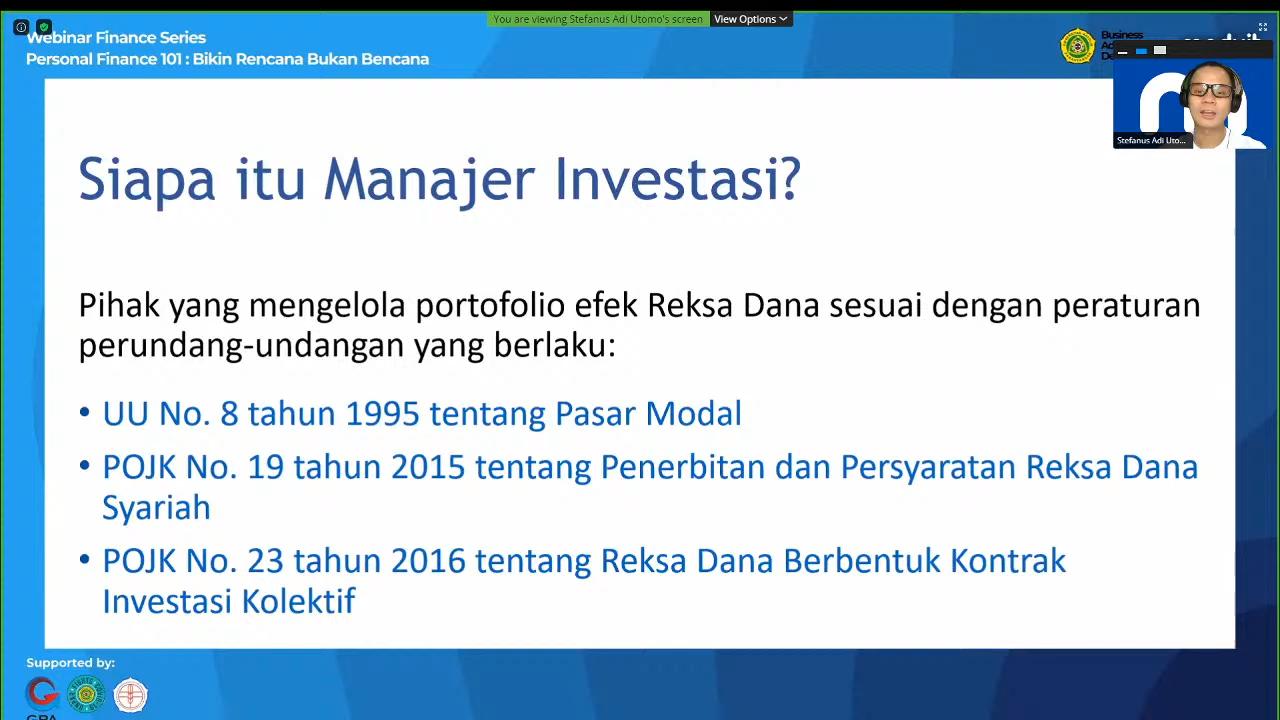 You are viewing Stefanus Adi Utomo's screen
View Options
Webinar Finance Series
Personal Finance 101 : Bikin Rencana Bukan Bencana
Business
Stefanus Adi Uto...
Siapa itu Manajer Investasi?
Pihak yang mengelola portofolio efek Reksa Dana sesuai dengan peraturan
perundang-undangan yang berlaku:
• UU No. 8 tahun 1995 tentang Pasar Modal
• POJK No. 19 tahun 2015 tentang Penerbitan dan Persyaratan Reksa Dana
Syariah
• POJK No. 23 tahun 2016 tentang Reksa Dana Berbentuk Kontrak
Investasi Kolektif
Supported by: